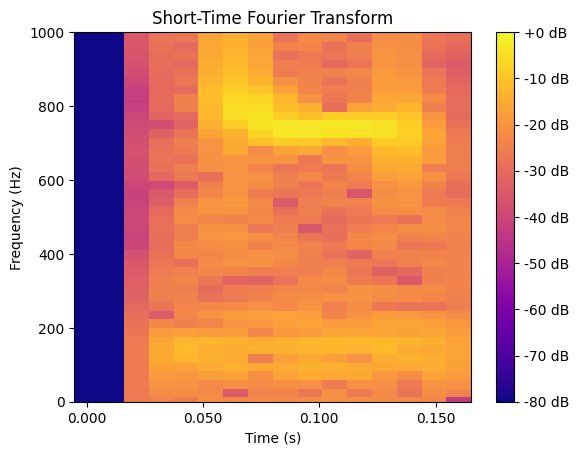 Short-Time Fourier Transform
1000
800
600
400
200
0
Frequency (Hz)
0.000
0.050
0.100
0.150
Time (s)
+0 dB
-10 dB
-20 dB
-30 dB
-40 dB
-50 dB
-60 dB
-70 dB
-80 dB